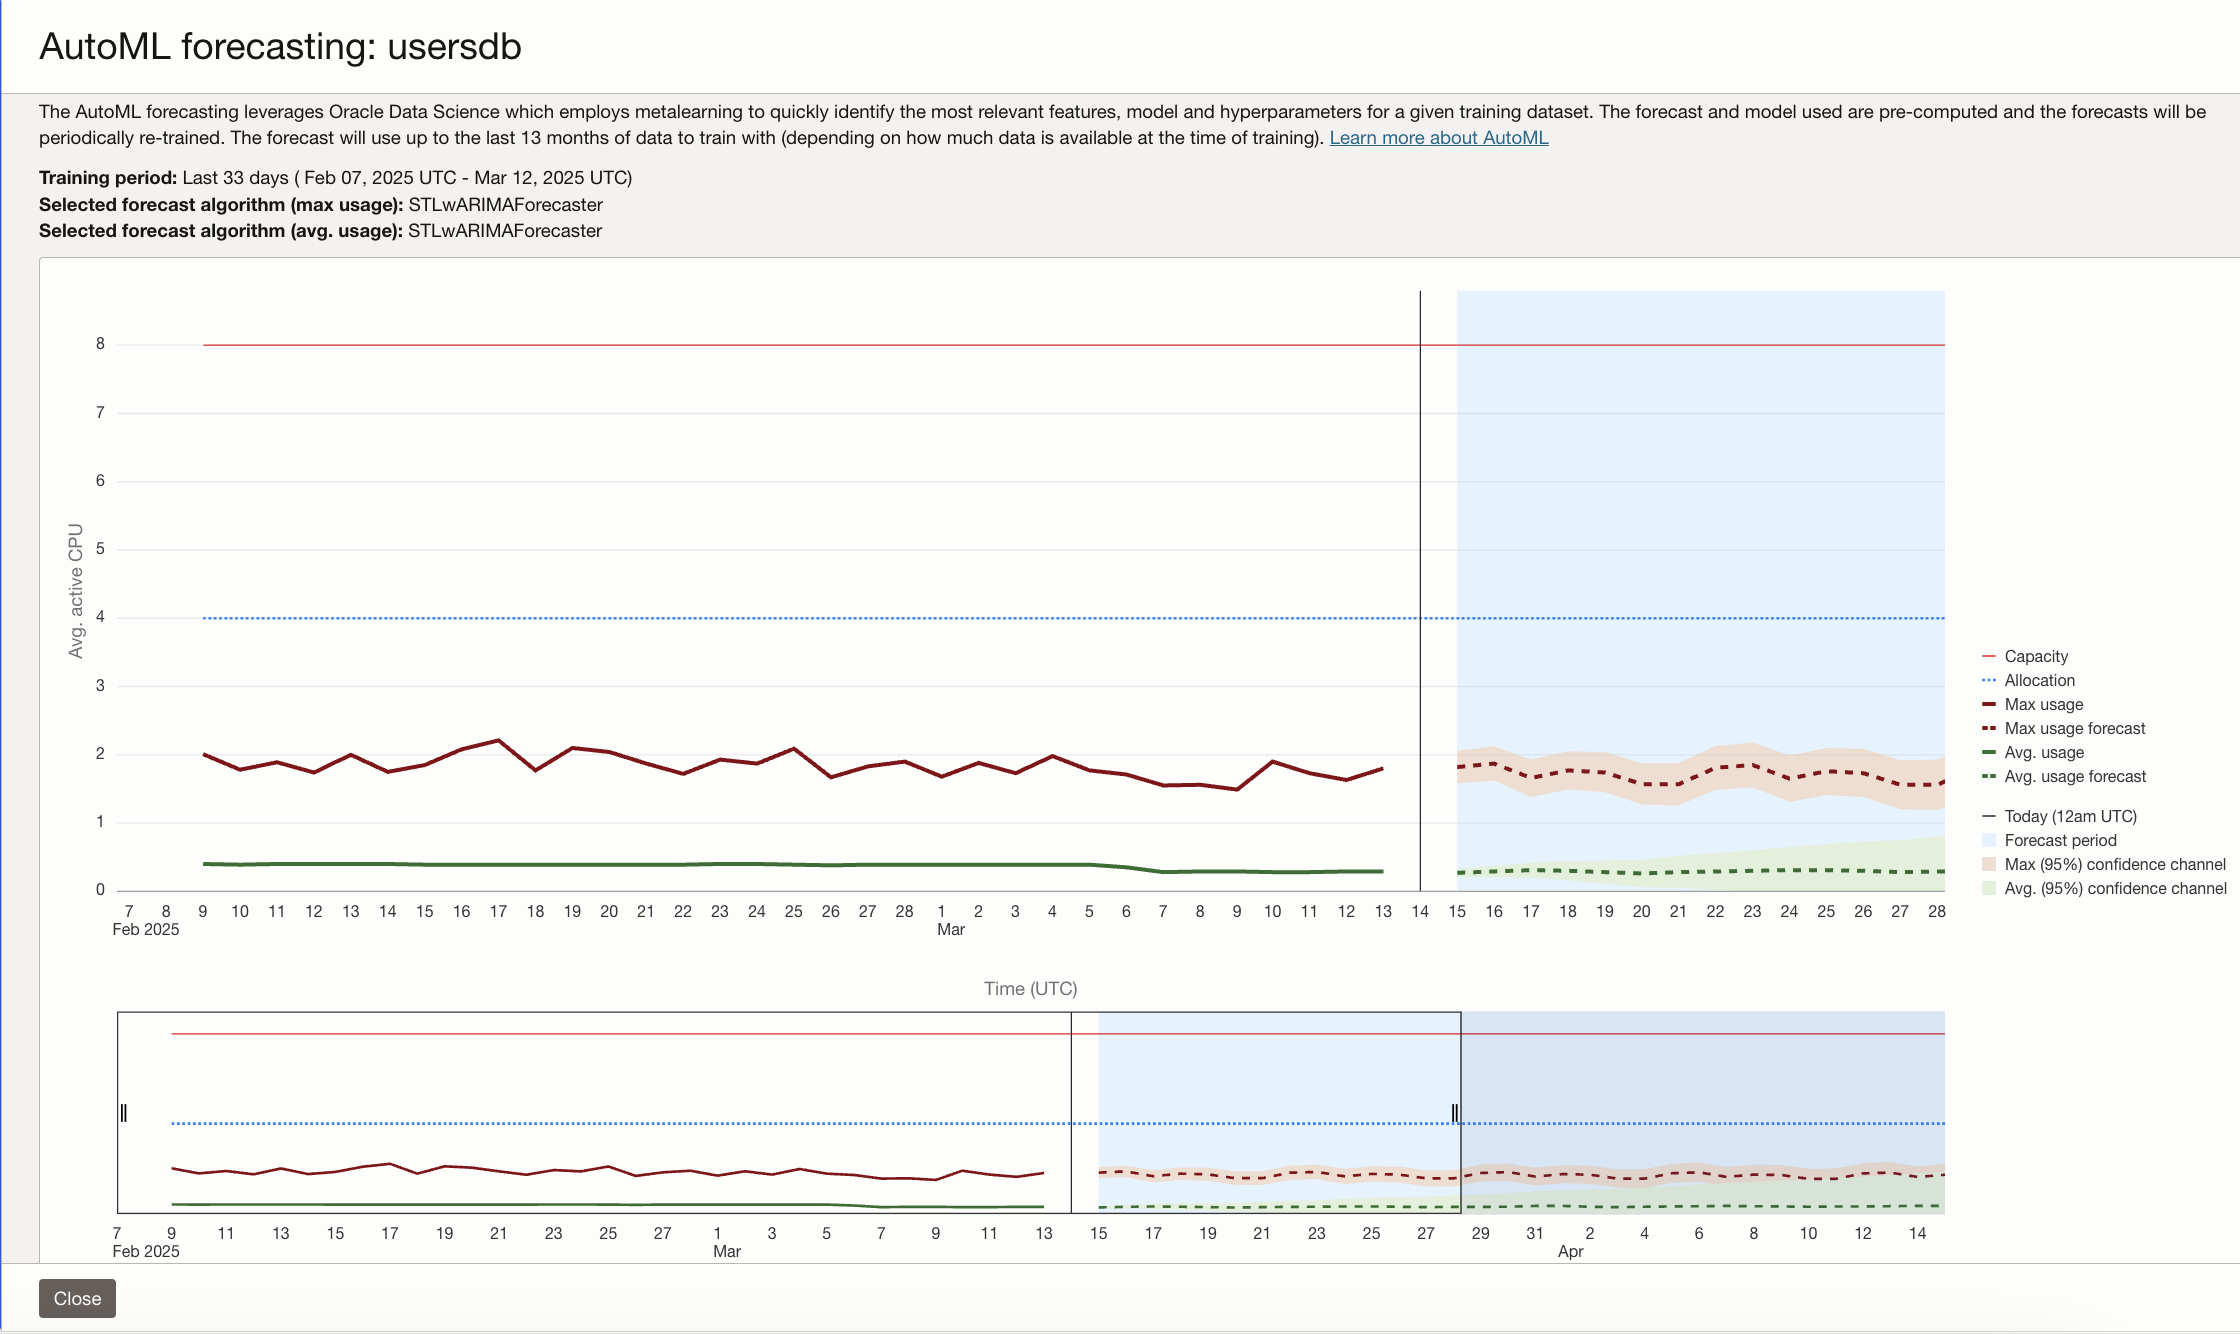 AutoML forecasting: usersdb
The AutoML forecasting leverages Oracle Data Science which employs metalearning to quickly identify the most relevant features, model and hyperparameters for a given training dataset. The forecast and model used are pre-computed and the forecasts will be
periodically re-trained. The forecast will use up to the last 13 months of data to train with (depending on how much data is available at the time of training). Learn more about AutoML
Training period: Last 33 days ( Feb 07, 2025 UTC - Mar 12, 2025 UTC)
Selected forecast algorithm (max usage): STLwARIMAForecaster
Selected forecast algorithm (avg. usage): STLwARIMAForecaster
Avg. active CPU
8
7
6
5
4
3
2
1
0
7 8 9 10 11 12 13 14 15 16 17 18 19 20 21 22 23 24 25 26 27 28 1 2 3 4 5 6 7 8 9 10 11 12 13 14 15 16 17 18 19 20 21 22 23 24 25 26 27 28
Feb 2025 Mar
Capacity
Allocation
Max usage
Max usage forecast
Avg. usage
Avg. usage forecast
Today (12am UTC)
Forecast period
Max (95%) confidence channel
Avg. (95%) confidence channel
Time (UTC)
7 9 11 13 15 17 19 21 23 25 27 1 3 5 7 9 11 13 15 17 19 21 23 25 27 29 31 2 4 6 8 10 12 14
Feb 2025 Mar Apr
Close